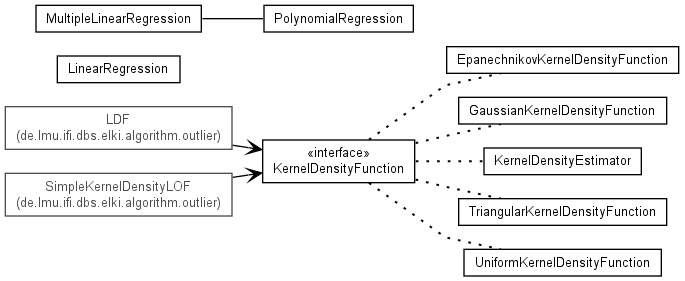 MultipleLinearRegression
PolynomialRegression
LinearRegression
LDF
(de.lmu.ifi.dbs.elki.algorithm.outlier)
SimpleKernelDensityLOF
(de.lmu.ifi.dbs.elki.algorithm.outlier)
«interface»
KernelDensityFunction
EpanechnikovKernelDensityFunction
GaussianKernelDensityFunction
KernelDensityEstimator
TriangularKernelDensityFunction
UniformKernelDensityFunction